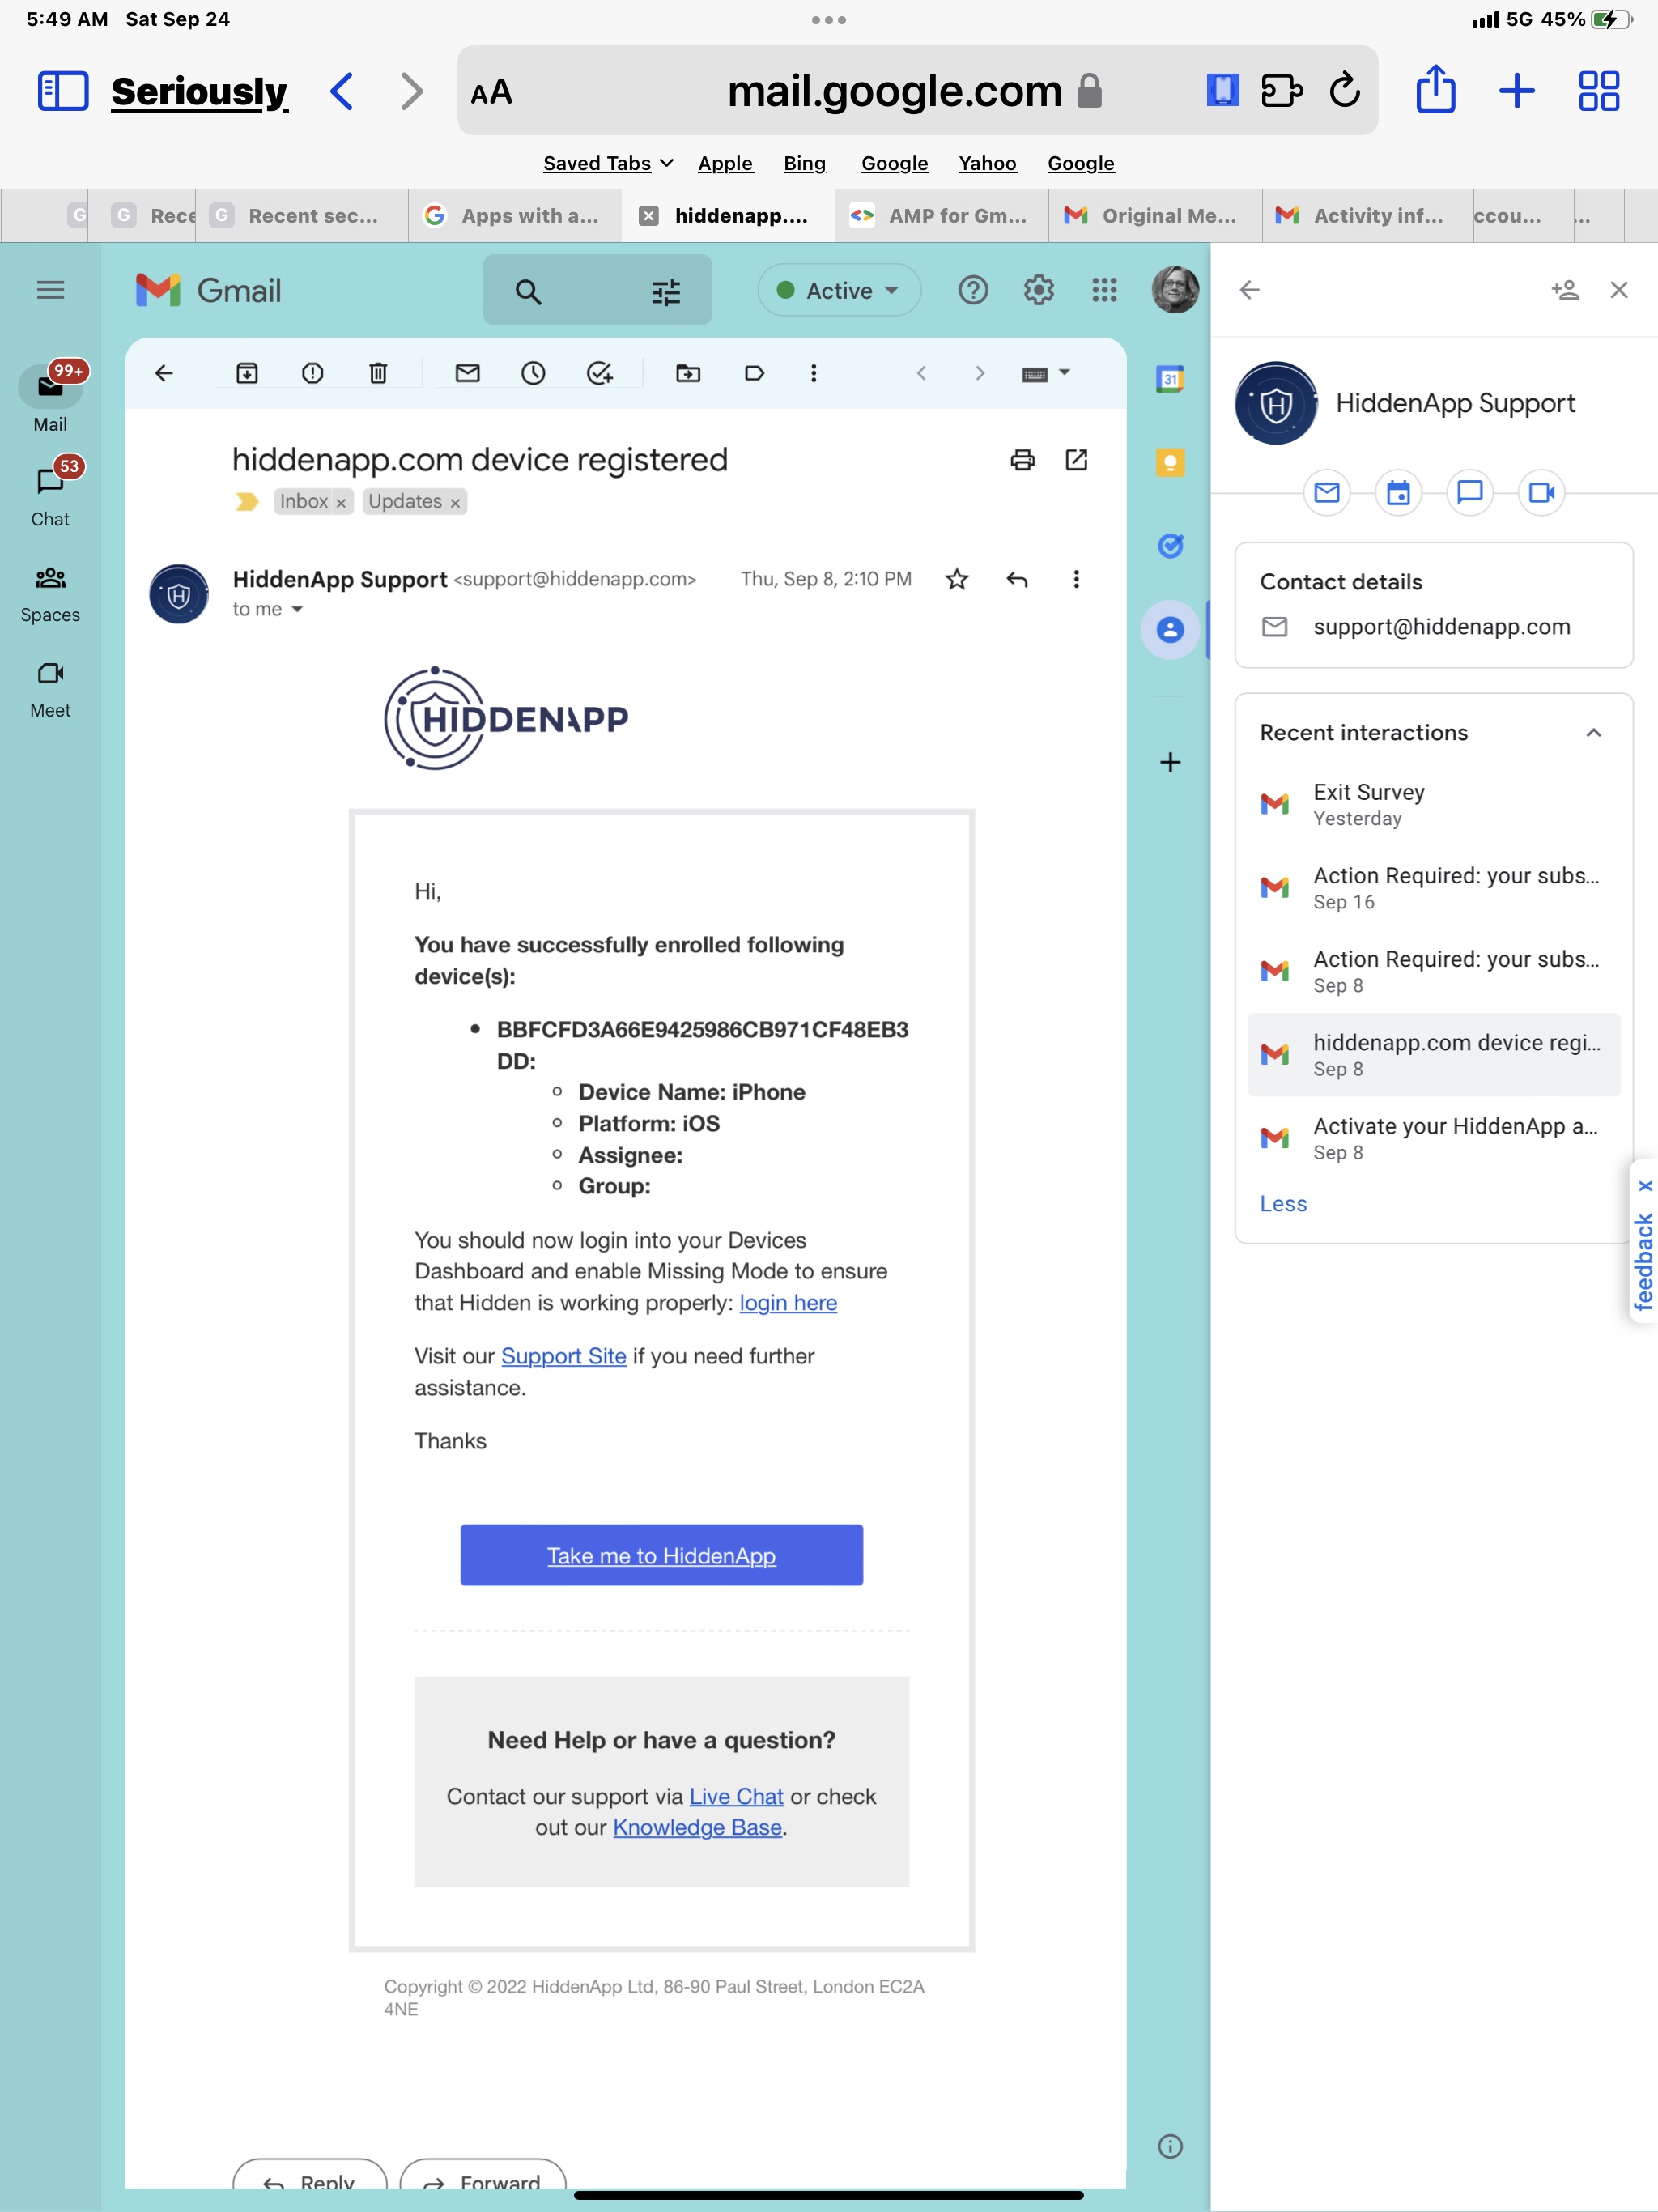 5:49 AM Sat Sep 24
5G 45%
Seriously
AA
mail.google.com
Saved Tabs
Apple
Bing
Google
Yahoo
Google
G
G Rece
G Recent sec...
Apps with a...
hiddenapp....
AMP for Gm...
Original Me...
Activity inf...
ccou...
...
Gmail
Active
99+
Mail
53
Chat
Spaces
Meet
hiddenapp.com device registered
Inbox x
Updates x
HiddenApp Support <support@hiddenapp.com>
Thu, Sep 8, 2:10 PM
to me
HIDDENAPP
Hi,
You have successfully enrolled following
device(s):
• BBFCFD3A66E9425986CB971CF48EB3
DD:
◦ Device Name: iPhone
◦ Platform: iOS
◦ Assignee:
◦ Group:
You should now login into your Devices
Dashboard and enable Missing Mode to ensure
that Hidden is working properly: login here
Visit our Support Site if you need further
assistance.
Thanks
Take me to HiddenApp
Need Help or have a question?
Contact our support via Live Chat or check
out our Knowledge Base.
Copyright © 2022 HiddenApp Ltd, 86-90 Paul Street, London EC2A
4NE
Reply
Forward
31
H
HiddenApp Support
Contact details
support@hiddenapp.com
Recent interactions
Exit Survey
Yesterday
Action Required: your subs...
Sep 16
Action Required: your subs...
Sep 8
hiddenapp.com device regi...
Sep 8
Activate your HiddenApp a...
Sep 8
Less
feedback x